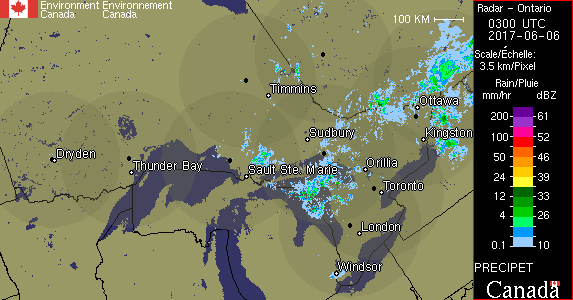 Environment Environnement
Canada Canada
100 KM
Timmins
Ottawa
Sudbury
Kingston
Dryden
Thunder Bay
Sault Ste. Marie
Orillia
Toronto
London
Windsor
Radar – Ontario
0300 UTC
2017-06-06
Scale/Échelle:
3.5 km/Pixel
Rain/Pluie
mm/hr dBZ
200 61
100 52
50 46
24 39
12 33
4 26
0.1 10
PRECIPET
Canada